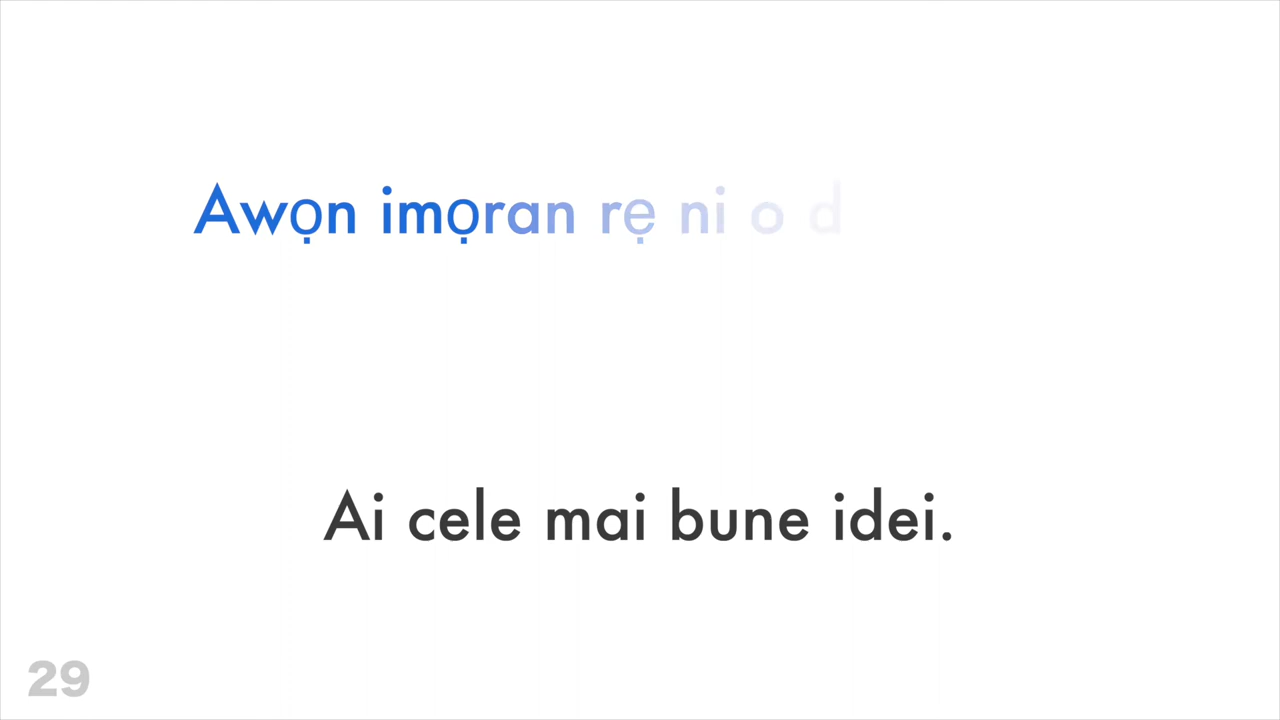 Awọn imọran rẹ ni o d
Ai cele mai bune idei.
29